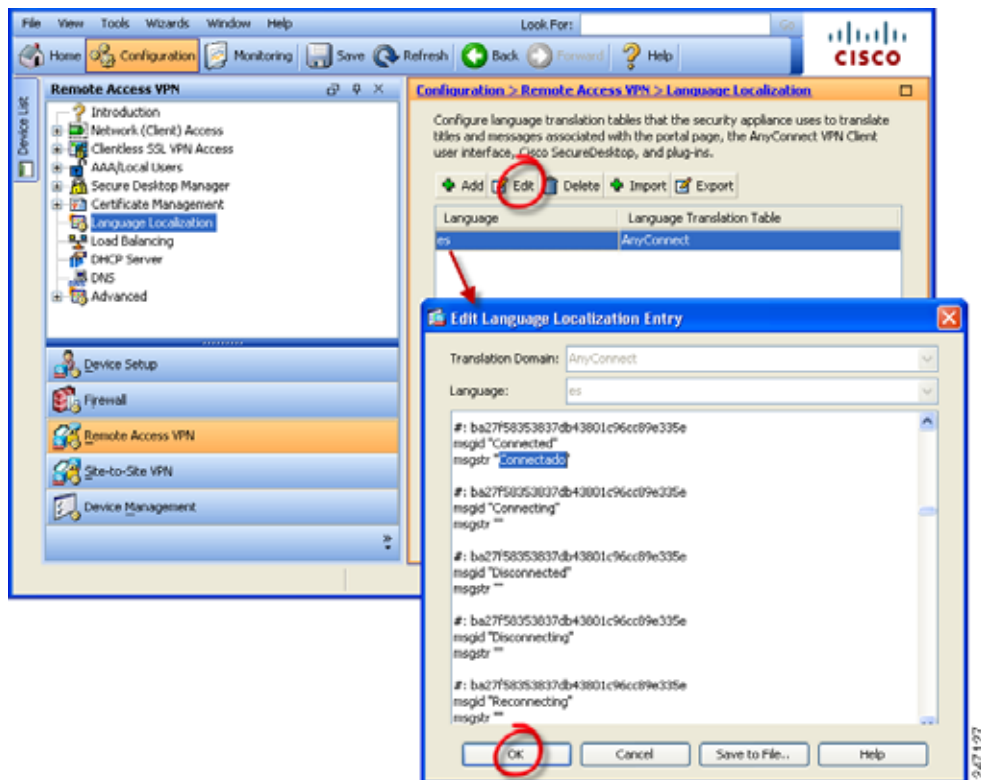 File View Tools Wizards Window Help Look For: Go
Home Configuration Monitoring Save Refresh Back Forward Help
CISCO
Device List
Remote Access VPN
Introduction
Network (Client) Access
Clientless SSL VPN Access
AAA/Local Users
Secure Desktop Manager
Certificate Management
Language Localization
Load Balancing
DHCP Server
DNS
Advanced
Device Setup
Firewall
Remote Access VPN
Site-to-Site VPN
Device Management
Configuration > Remote Access VPN > Language Localization
Configure language translation tables that the security appliance uses to translate
titles and messages associated with the portal page, the AnyConnect VPN Client
user interface, Cisco SecureDesktop, and plug-ins.
Add Edit Delete Import Export
Language Language Translation Table
es AnyConnect
Edit Language Localization Entry
Translation Domain: AnyConnect
Language: es
#: ba27f58353837db43801c96cc89e335e
msgid "Connected"
msgstr "Connectado"
#: ba27f58353837db43801c96cc89e335e
msgid "Connecting"
msgstr ""
#: ba27f58353837db43801c96cc89e335e
msgid "Disconnected"
msgstr ""
#: ba27f58353837db43801c96cc89e335e
msgid "Disconnecting"
msgstr ""
#: ba27f58353837db43801c96cc89e335e
msgid "Reconnecting"
msgstr ""
OK Cancel Save to File... Help
247127